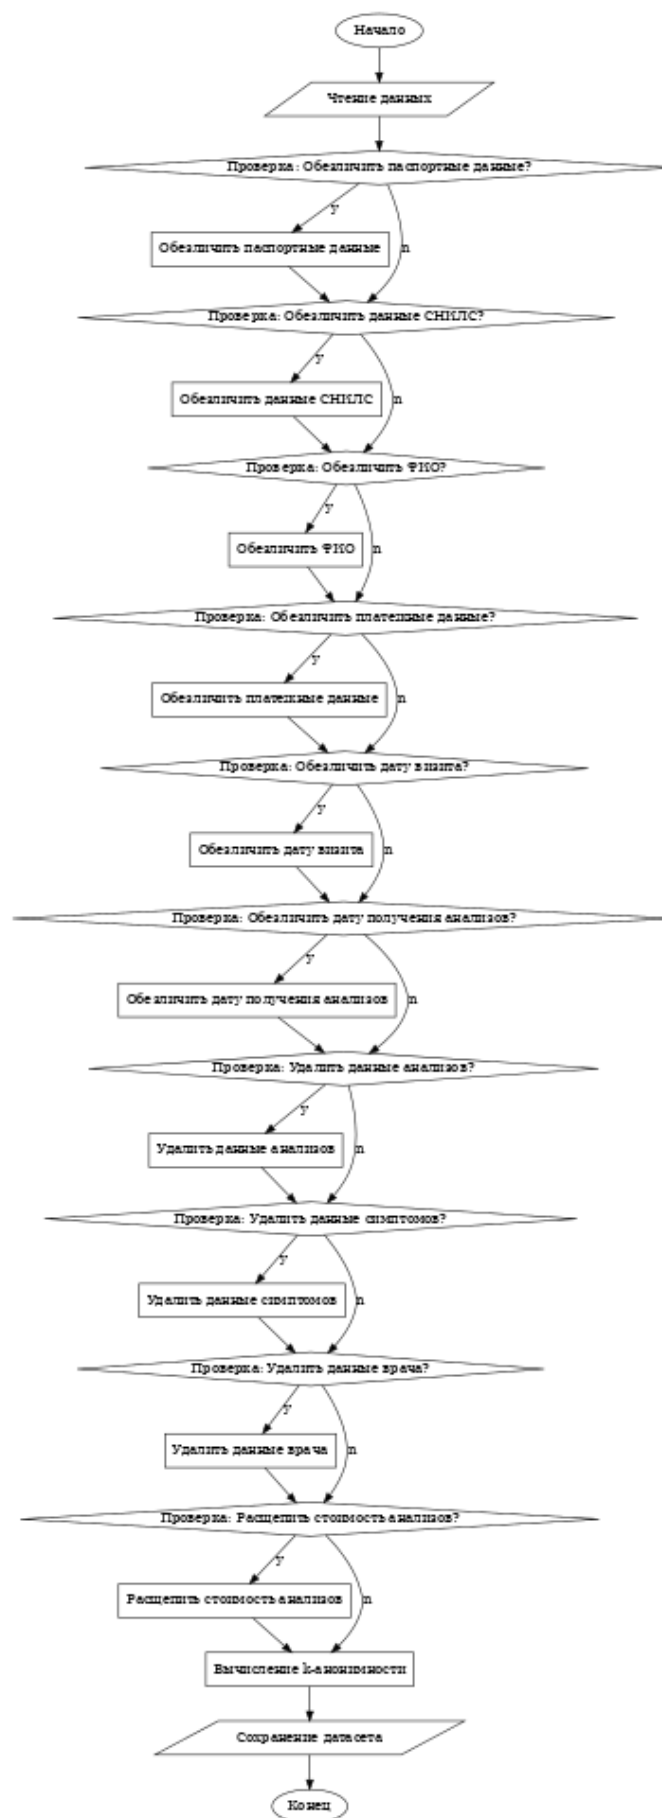 Начало
Чтение данных
Проверка: Обезличить паспортные данные?
y
Обезличить паспортные данные
n
Проверка: Обезличить данные СНИЛС?
y
Обезличить данные СНИЛС
n
Проверка: Обезличить ФИО?
y
Обезличить ФИО
n
Проверка: Обезличить платежные данные?
y
Обезличить платежные данные
n
Проверка: Обезличить дату визита?
y
Обезличить дату визита
n
Проверка: Обезличить дату получения анализов?
y
Обезличить дату получения анализов
n
Проверка: Удалить данные анализов?
y
Удалить данные анализов
n
Проверка: Удалить данные симптомов?
y
Удалить данные симптомов
n
Проверка: Удалить данные врача?
y
Удалить данные врача
n
Проверка: Расщепить стоимость анализов?
y
Расщепить стоимость анализов
n
Вычисление k-анонимности
Сохранение датасета
Конец